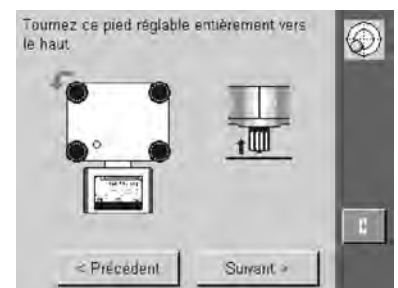 Tournez ce pied réglable entièrement vers
le haut.
< Précédent
Suivant >